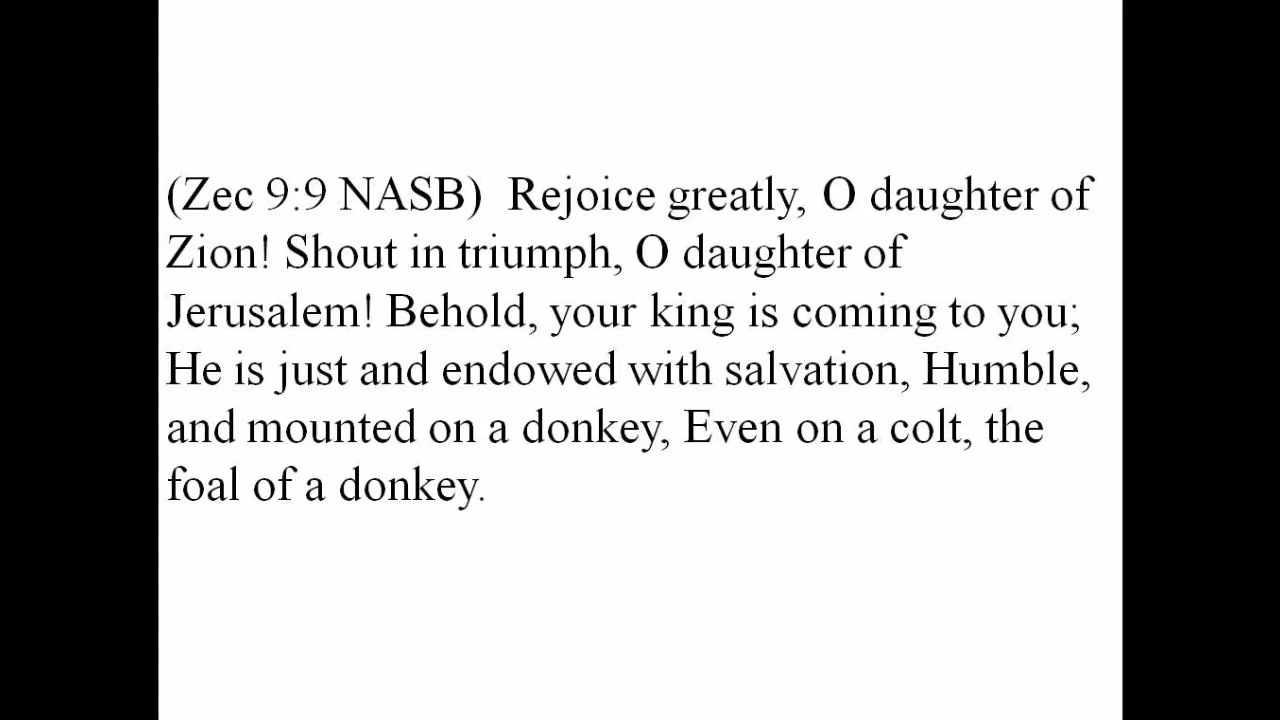 (Zec 9:9 NASB)  Rejoice greatly, O daughter of
Zion! Shout in triumph, O daughter of
Jerusalem! Behold, your king is coming to you;
He is just and endowed with salvation, Humble,
and mounted on a donkey, Even on a colt, the
foal of a donkey.